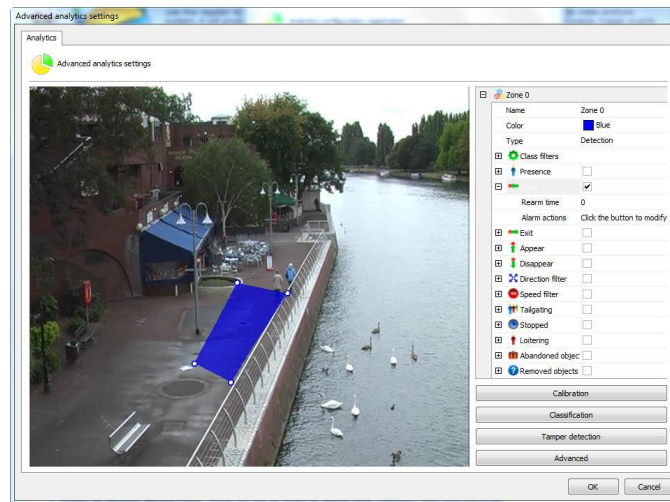 Advanced analytics settings
Analytics
Advanced analytics settings
Zone 0
Name Zone 0
Color Blue
Type Detection
Class filters
Presence
Rearm time 0
Alarm actions Click the button to modify
Exit
Appear
Disappear
Direction filter
Speed filter
Tailgating
Stopped
Loitering
Abandoned objec
Removed objects
Calibration
Classification
Tamper detection
Advanced
OK Cancel